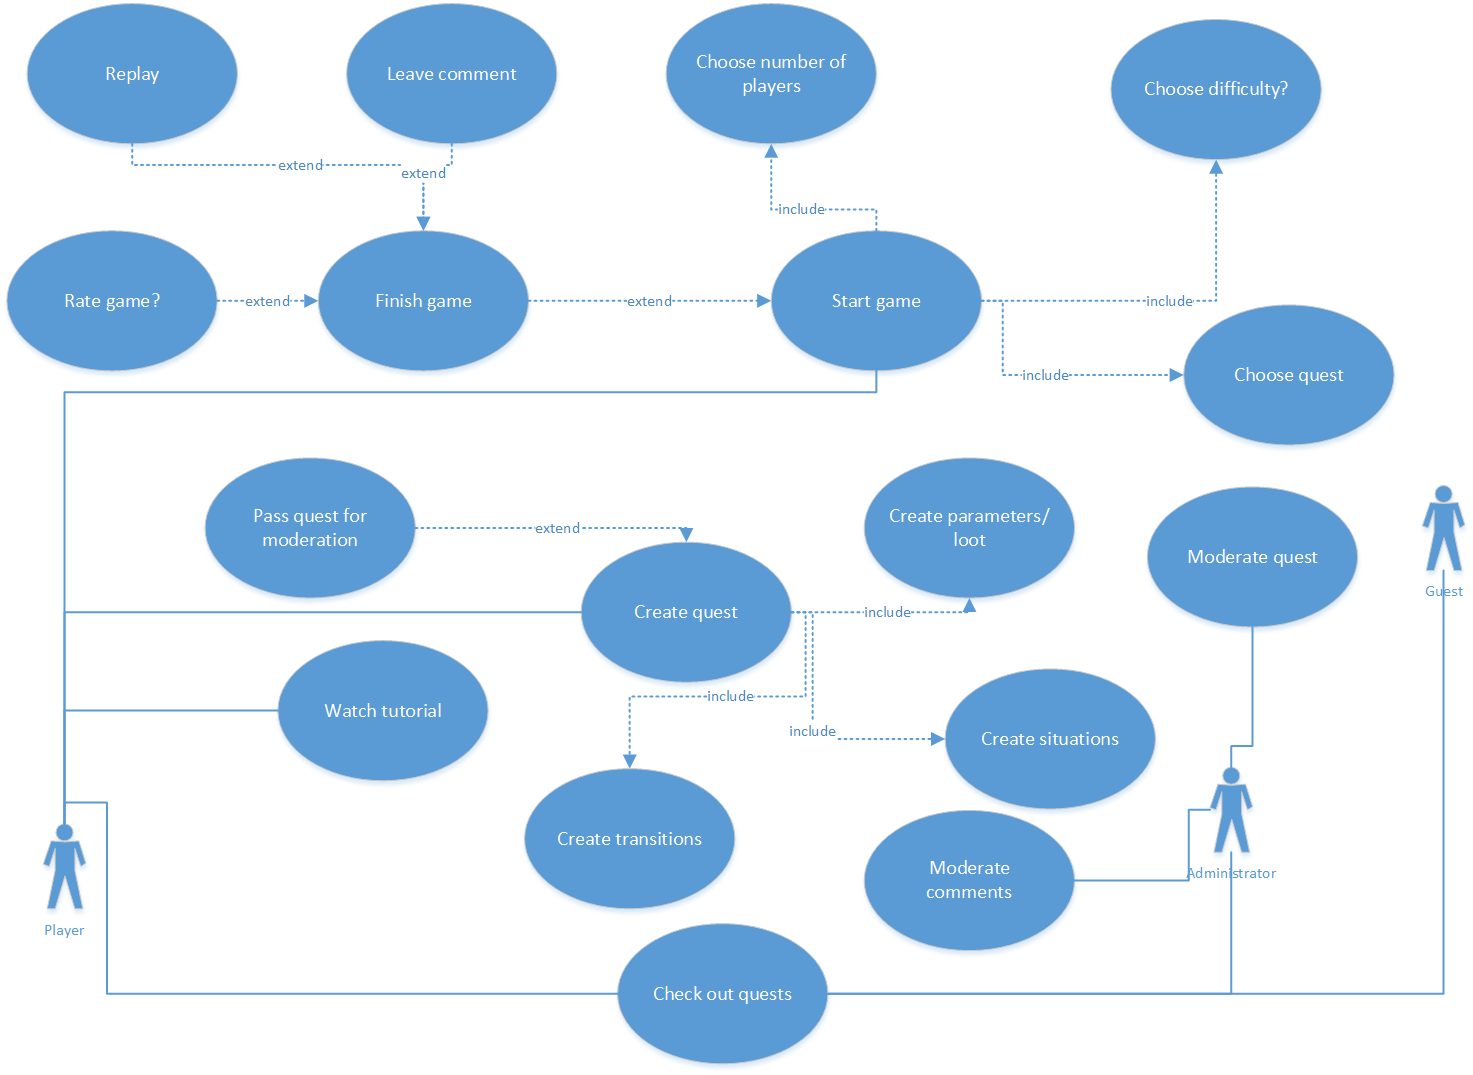 Replay
Leave comment
Choose number of
players
Choose difficulty?
extend
extend
include
Rate game?
extend
Finish game
extend
Start game
include
include
Choose quest
Pass quest for
moderation
extend
Create parameters/
loot
Moderate quest
Guest
Create quest
include
Watch tutorial
include
include
Create situations
Create transitions
Moderate
comments
Administrator
Player
Check out quests